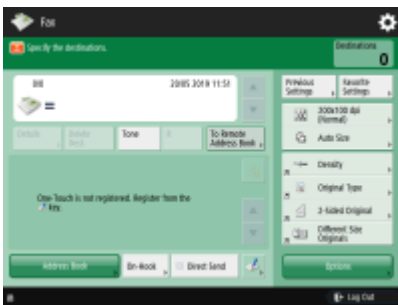 Fax
Specify the destinations.
Destinations
0
20/05 2019 11:51
Previous Settings
Favorite Settings
200x100 dpi (Normal)
Details
Delete Dest.
Tone
R
To Remote Address Book
Auto Size
Density
Original Type
One-Touch is not registered. Register from the
key.
2-Sided Original
Different Size Originals
Address Book
On-Hook
Direct Send
Options
Log Out